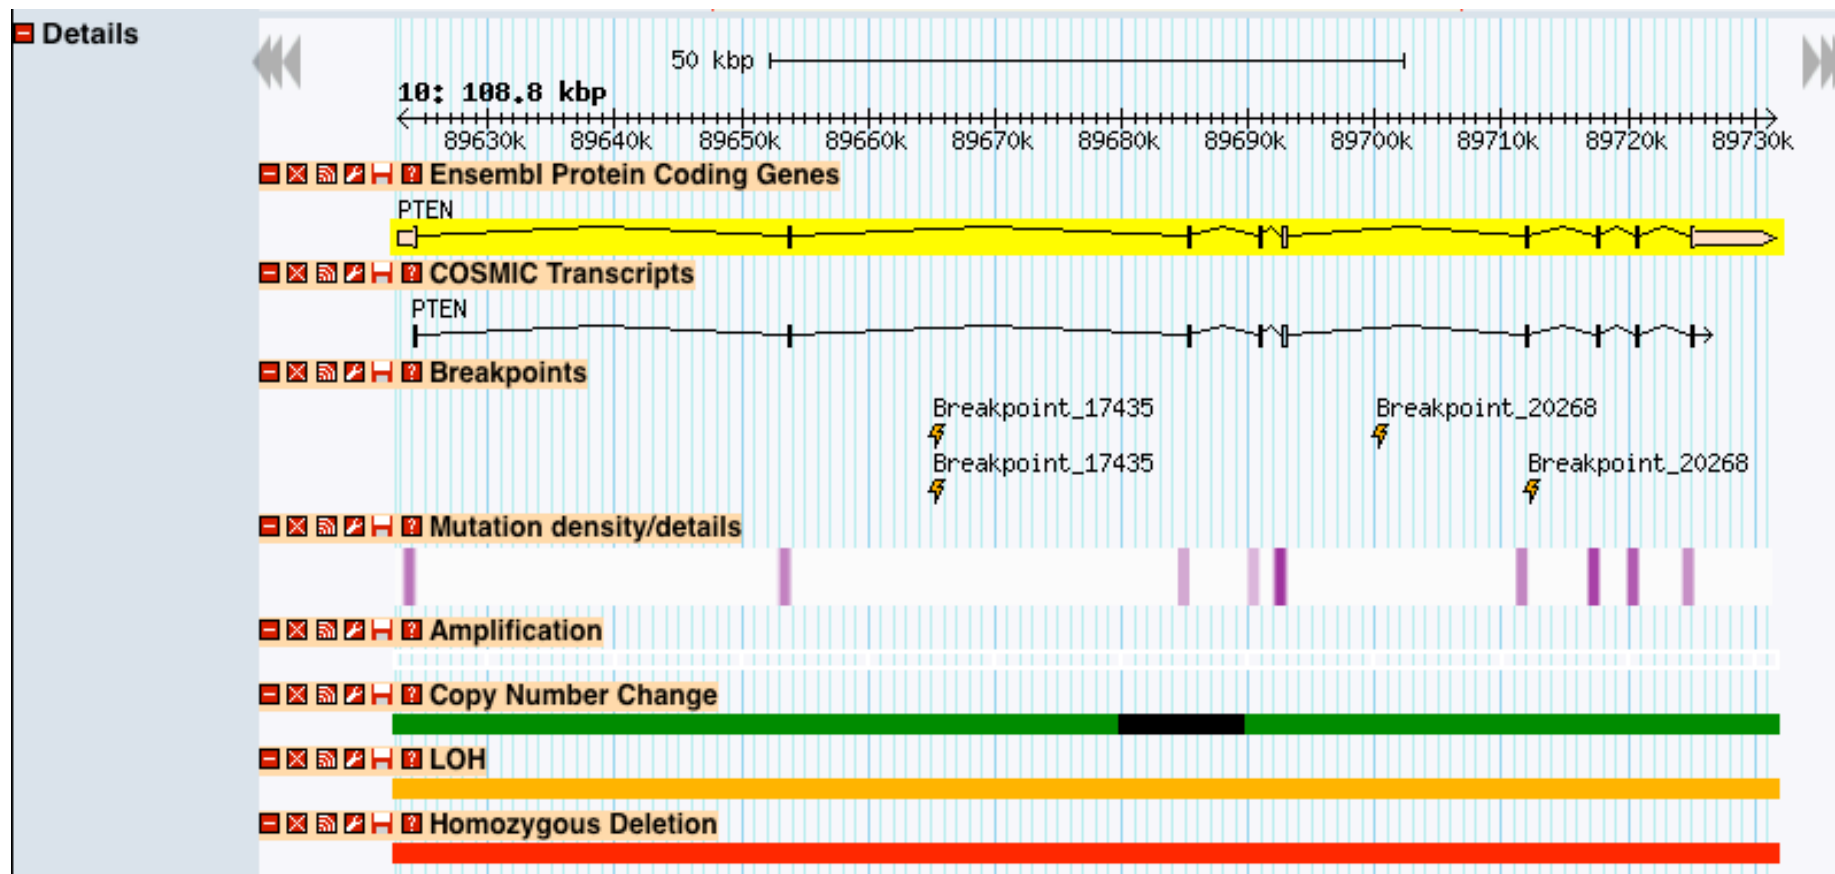 Details
50 kbp
10: 108.8 kbp
89630k 89640k 89650k 89660k 89670k 89680k 89690k 89700k 89710k 89720k 89730k
Ensembl Protein Coding Genes
PTEN
COSMIC Transcripts
PTEN
Breakpoints
Breakpoint_17435 Breakpoint_20268
Breakpoint_17435 Breakpoint_20268
Mutation density/details
Amplification
Copy Number Change
LOH
Homozygous Deletion